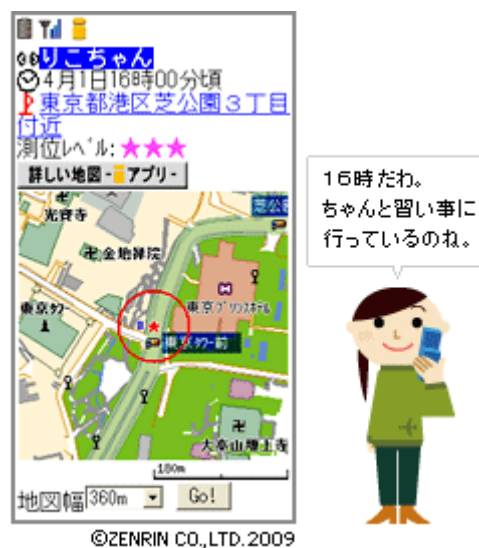 りこちゃん
4月1日16時00分頃
東京都港区芝公園3丁目
付近
測位ﾚﾍﾞﾙ:★★★
詳しい地図-アプリ-
芝公
光寶寺
金地禅院
東京ﾀﾜｰ
東京ﾌﾟﾘﾝｽﾎﾃﾙ
東京ﾀﾜｰ前
大本山増上寺
180m
地図幅 360m Go!
©ZENRIN CO.,LTD.2009
16時だわ。
ちゃんと習い事に
行っているのね。